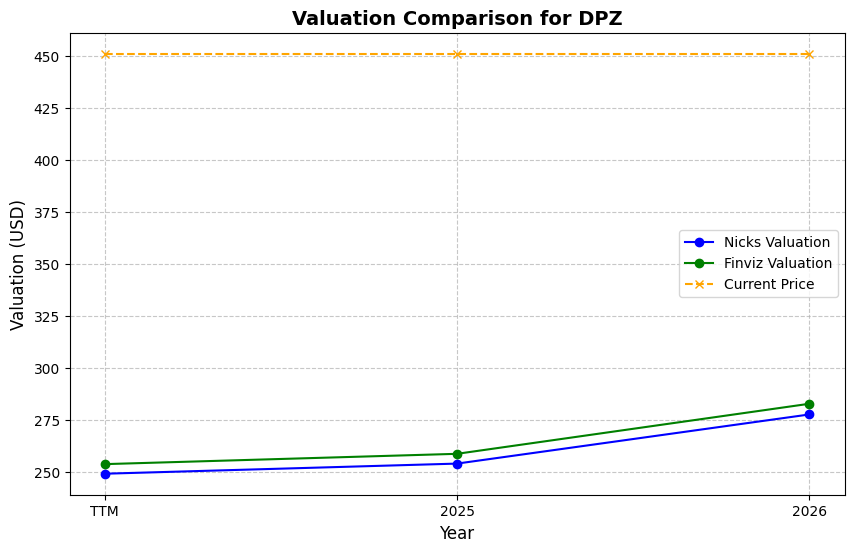 Valuation Comparison for DPZ
Valuation (USD)
450
425
400
375
350
325
300
275
250
Nicks Valuation
Finviz Valuation
Current Price
TTM
2025
2026
Year